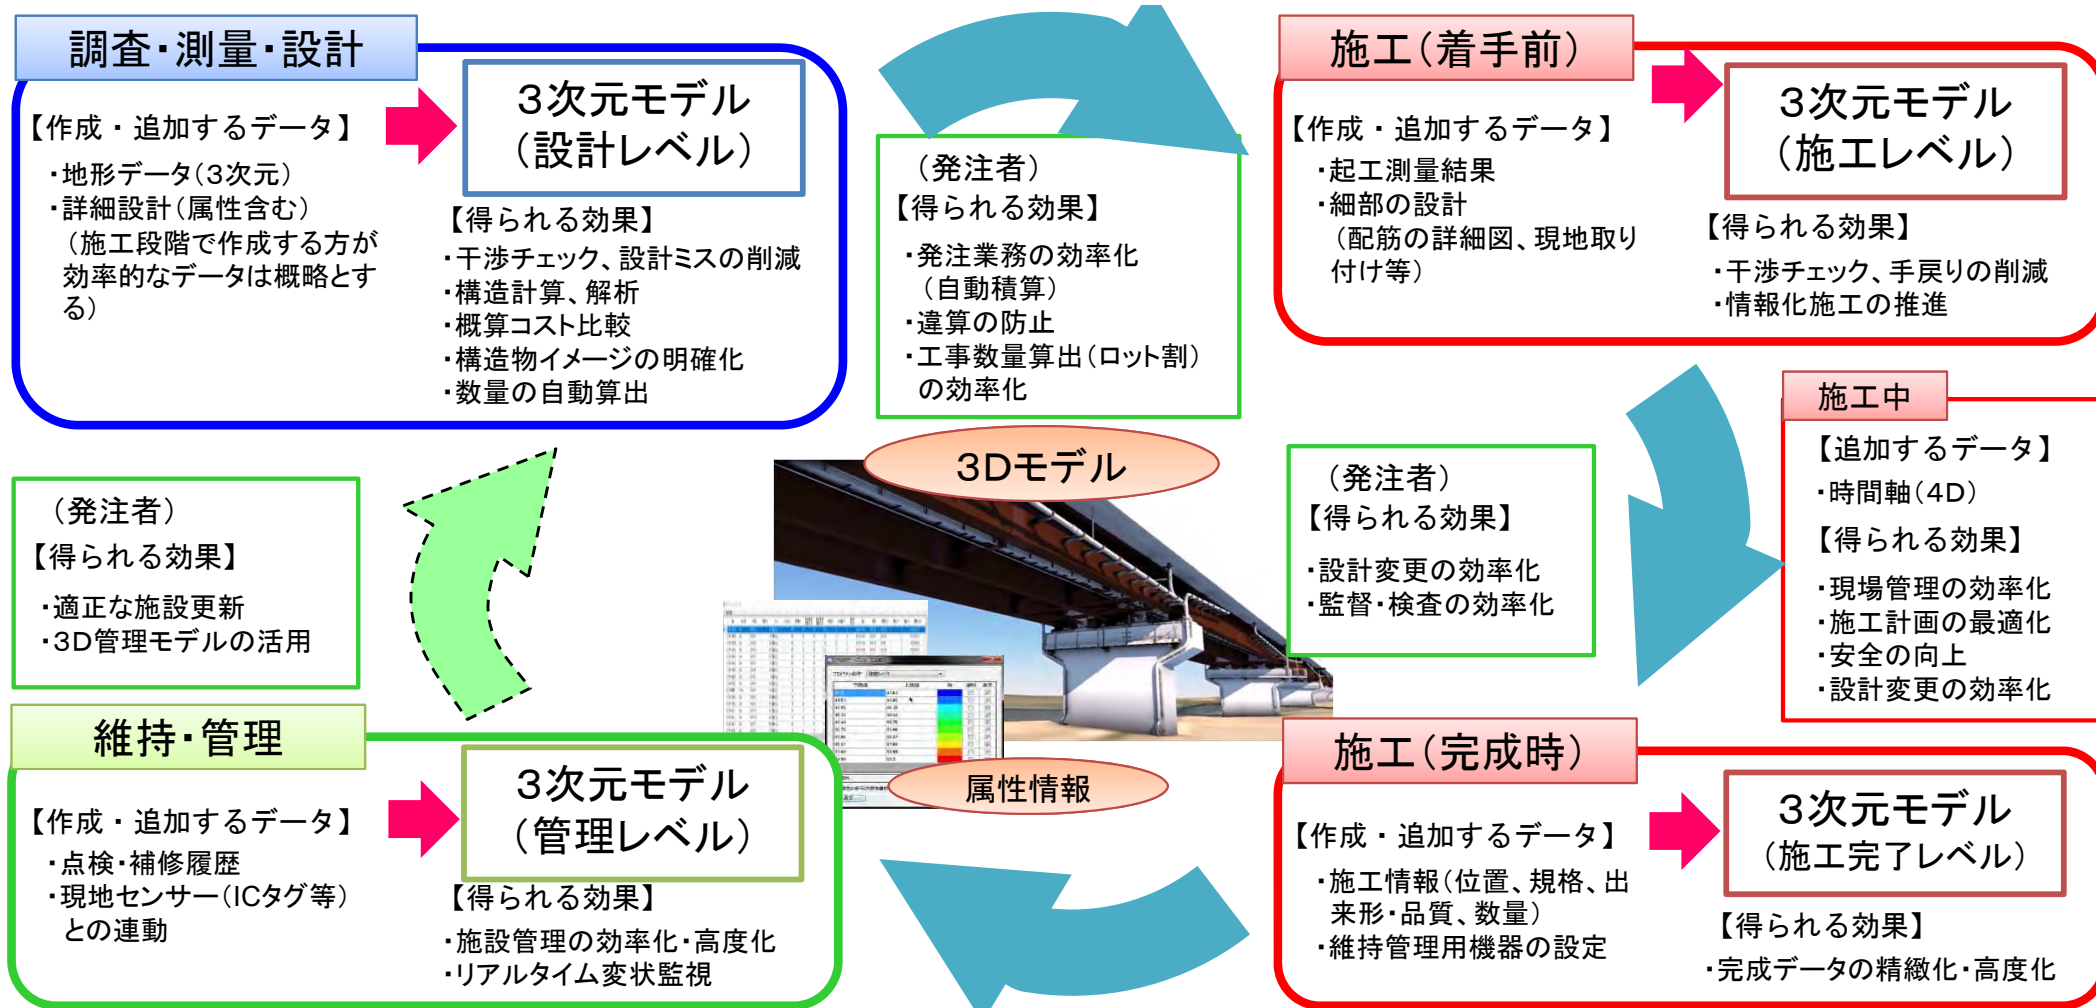 調査・測量・設計
【作成・追加するデータ】
・地形データ（３次元）
・詳細設計（属性含む）
（施工段階で作成する方が
効率的なデータは概略とす
る）
３次元モデル
（設計レベル）
【得られる効果】
・干渉チェック、設計ミスの削減
・構造計算、解析
・概算コスト比較
・構造物イメージの明確化
・数量の自動算出
（発注者）
【得られる効果】
・発注業務の効率化
（自動積算）
・違算の防止
・工事数量算出（ロット割）
の効率化
施工（着手前）
【作成・追加するデータ】
・起工測量結果
・細部の設計
（配筋の詳細図、現地取り
付け等）
３次元モデル
（施工レベル）
【得られる効果】
・干渉チェック、手戻りの削減
・情報化施工の推進
施工中
【追加するデータ】
・時間軸（４Ｄ）
【得られる効果】
・現場管理の効率化
・施工計画の最適化
・安全の向上
・設計変更の効率化
（発注者）
【得られる効果】
・設計変更の効率化
・監督・検査の効率化
３Ｄモデル
属性情報
（発注者）
【得られる効果】
・適正な施設更新
・３Ｄ管理モデルの活用
維持・管理
【作成・追加するデータ】
・点検・補修履歴
・現地センサー（ICタグ等）
との連動
３次元モデル
（管理レベル）
【得られる効果】
・施設管理の効率化・高度化
・リアルタイム変状監視
施工（完成時）
【作成・追加するデータ】
・施工情報（位置、規格、出
来形・品質、数量）
・維持管理用機器の設定
３次元モデル
（施工完了レベル）
【得られる効果】
・完成データの精緻化・高度化